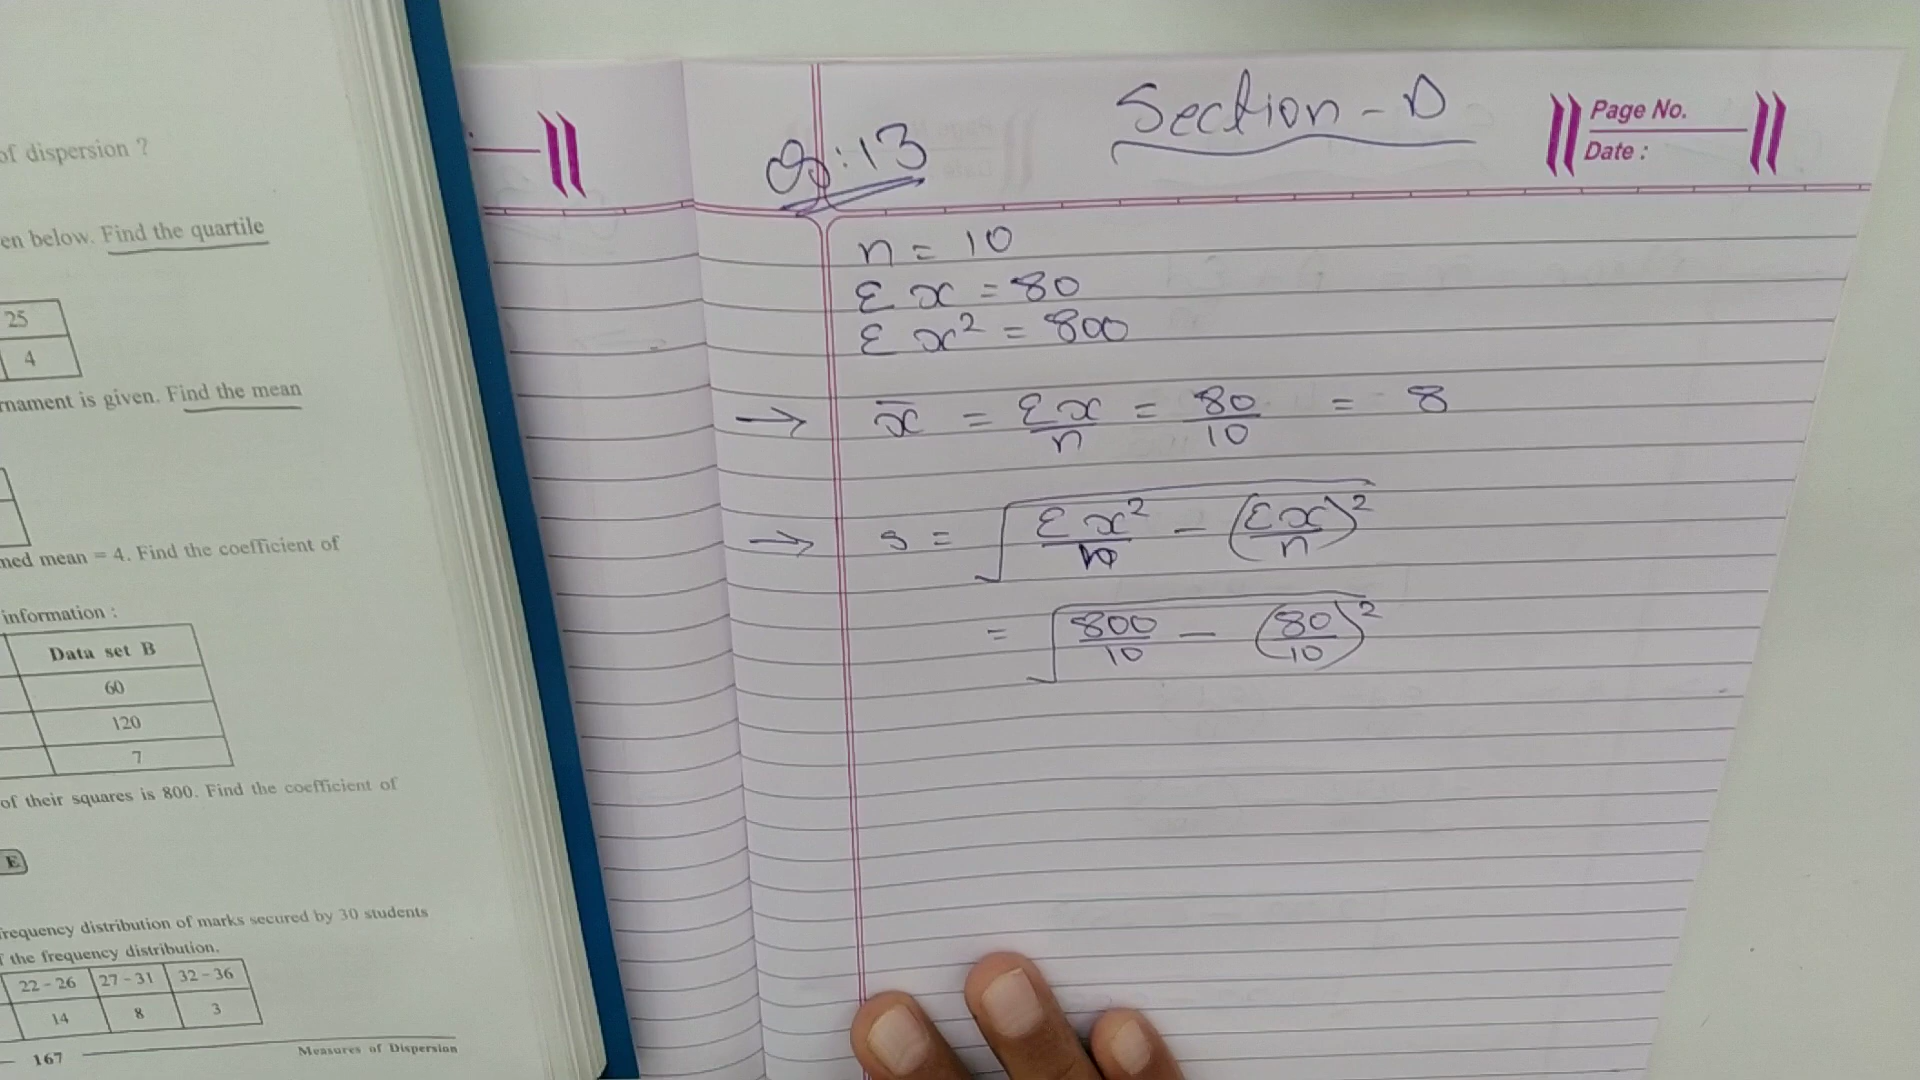 of dispersion ?
en below. Find the quartile
25
4
rnament is given. Find the mean
med mean = 4. Find the coefficient of
information :
Data set B
60
120
7
of their squares is 800. Find the coefficient of
E
frequency distribution of marks secured by 30 students
f the frequency distribution.
22 - 26 27 - 31 32 - 36
14 8 3
167
Measures of Dispersion
Section - D
Page No.
Date :
Q: 13
n = 10
Σ x = 80
Σ x² = 800
→ x̄ = Σx/n = 80/10 = 8
→ s = √(Σx²/n - (Σx/n)²)
= √(800/10 - (80/10)²)